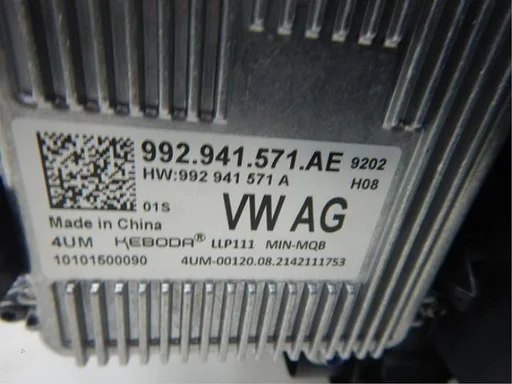 992.941.571.AE 9202
HW:992 941 571 A H08
01S VW AG
Made in China
4UM KEBODA® LLP111 MIN-MQB
10101500090 4UM-00120.08.2142111753